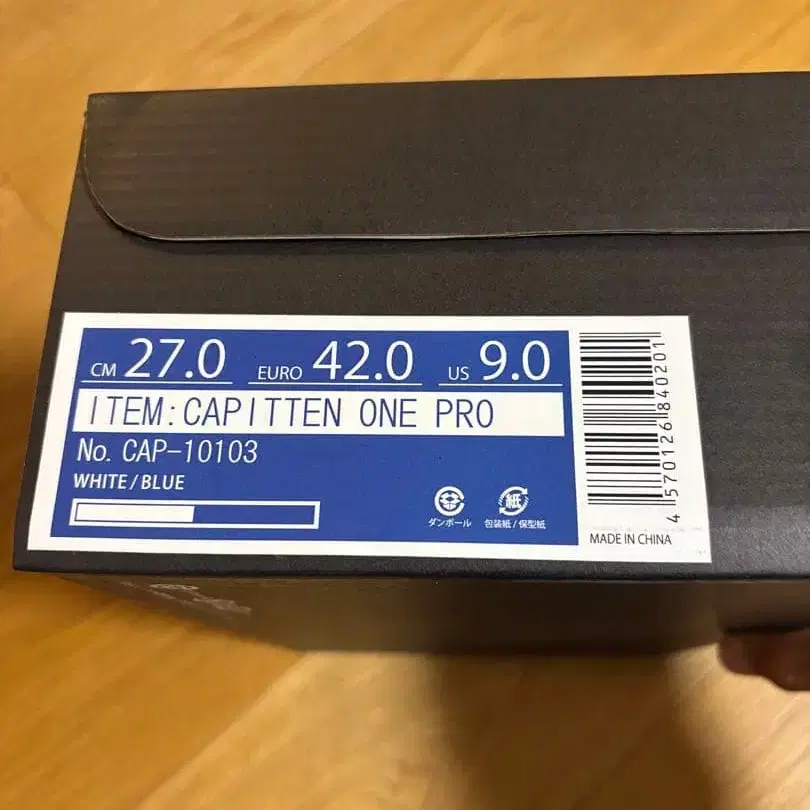 CM 27.0 EURO 42.0 US 9.0
ITEM:CAPITTEN ONE PRO
No. CAP-10103
WHITE/BLUE
紙
ダンボール 包装紙/保型紙
4570126840201
MADE IN CHINA